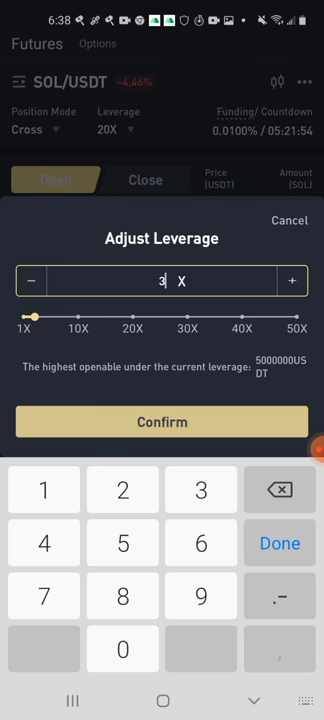 6:38
Futures Options
SOL/USDT -4.46%
Position Mode Leverage Funding/ Countdown
Cross 20X 0.0100% / 05:21:54
Open Close Price Amount
(USDT) (SOL)
Cancel
Adjust Leverage
− 3 X +
1X 10X 20X 30X 40X 50X
The highest openable under the current leverage: 5000000US
DT
Confirm
1 2 3
4 5 6 Done
7 8 9 .-
0 ,